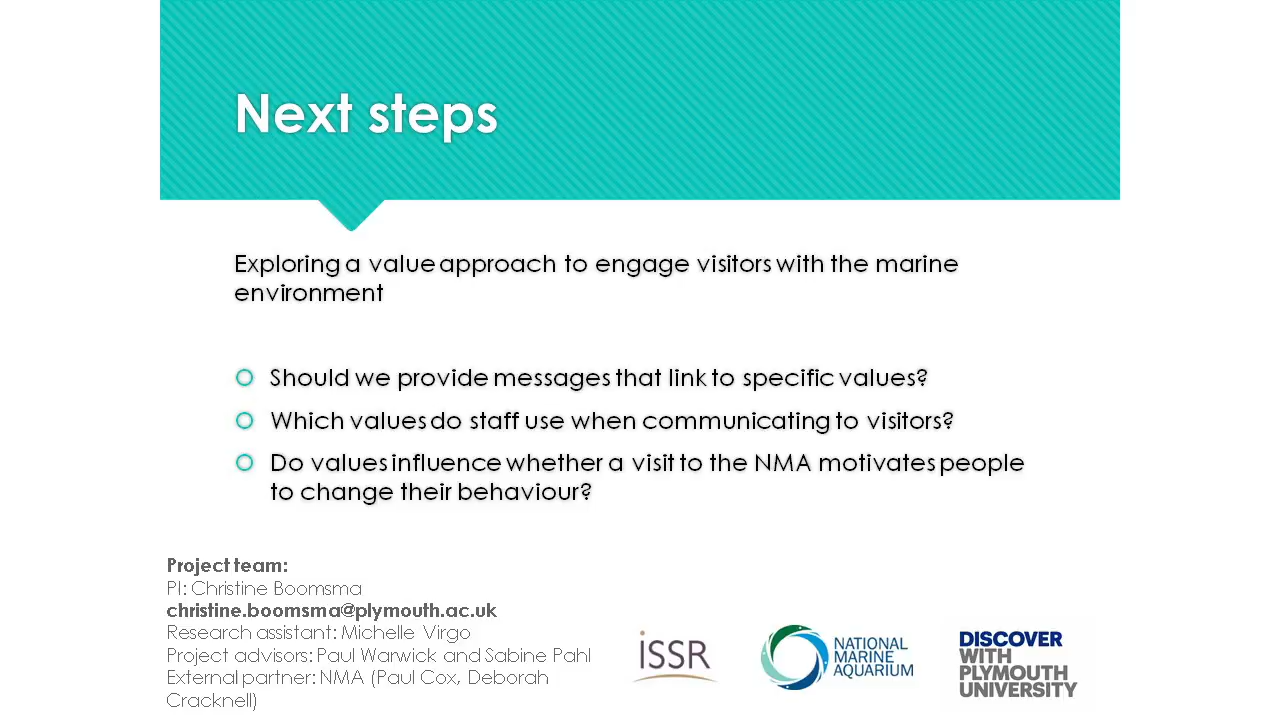 Next steps
Exploring a value approach to engage visitors with the marine
environment
Should we provide messages that link to specific values?
Which values do staff use when communicating to visitors?
Do values influence whether a visit to the NMA motivates people
to change their behaviour?
Project team:
PI: Christine Boomsma
christine.boomsma@plymouth.ac.uk
Research assistant: Michelle Virgo
Project advisors: Paul Warwick and Sabine Pahl
External partner: NMA (Paul Cox, Deborah
Cracknell)
iSSR
NATIONAL
MARINE
AQUARIUM
DISCOVER
WITH
PLYMOUTH
UNIVERSITY